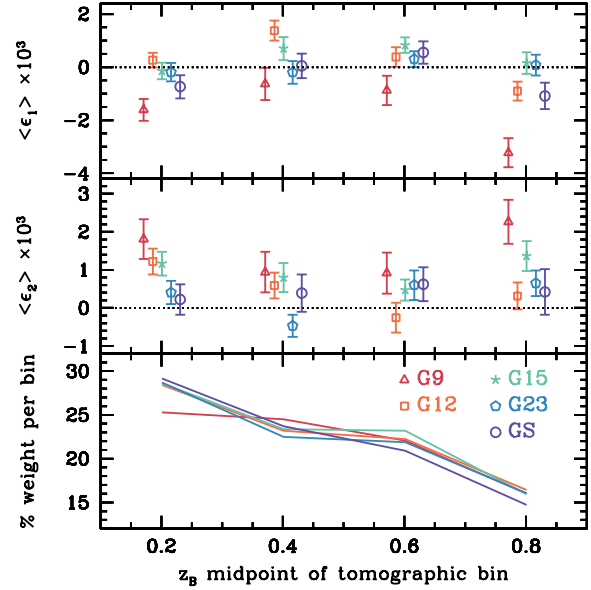 2
0
−2
−4
<ϵ₁> ×10³
3
2
1
0
−1
<ϵ₂> ×10³
30
25
20
15
% weight per bin
G9 G15
G12 G23
GS
0.2 0.4 0.6 0.8
z_B midpoint of tomographic bin